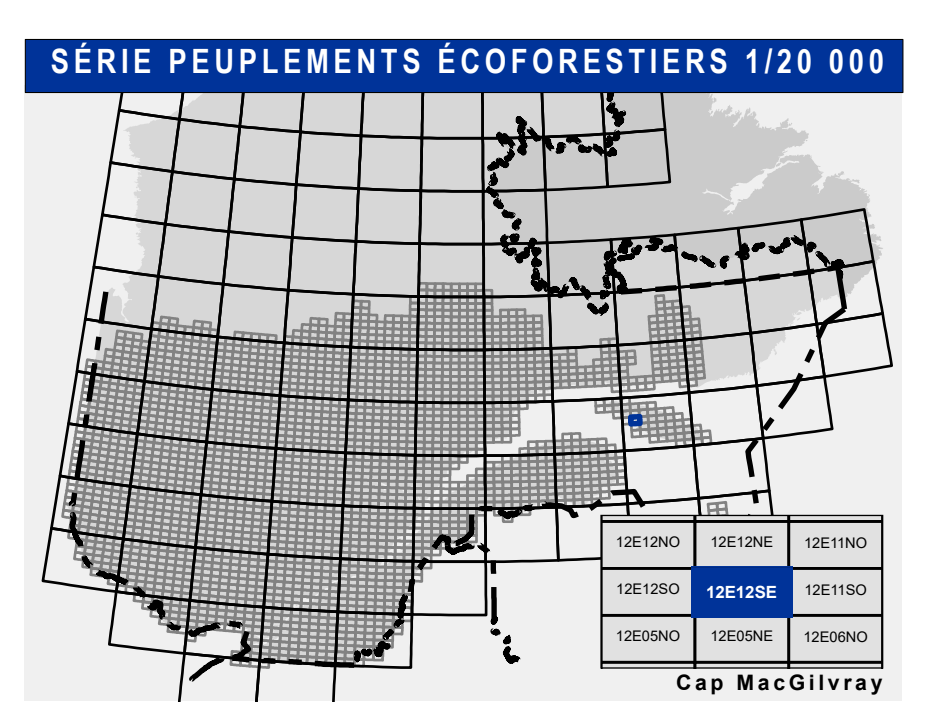 SÉRIE PEUPLEMENTS ÉCOFORESTIERS 1/20 000
12E12NO 12E12NE 12E11NO
12E12SO 12E12SE 12E11SO
12E05NO 12E05NE 12E06NO
Cap MacGilvray